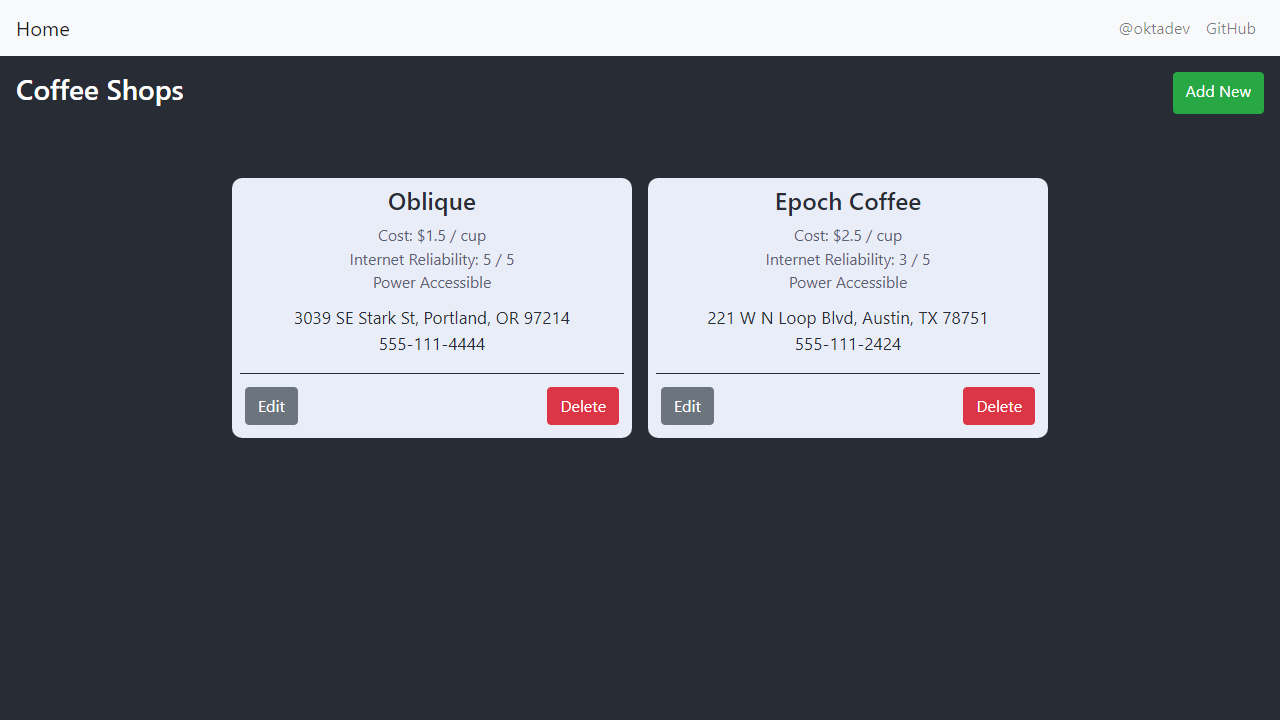 Home
@oktadev
GitHub
Coffee Shops
Add New
Oblique
Cost: $1.5 / cup
Internet Reliability: 5 / 5
Power Accessible
3039 SE Stark St, Portland, OR 97214
555-111-4444
Edit
Delete
Epoch Coffee
Cost: $2.5 / cup
Internet Reliability: 3 / 5
Power Accessible
221 W N Loop Blvd, Austin, TX 78751
555-111-2424
Edit
Delete